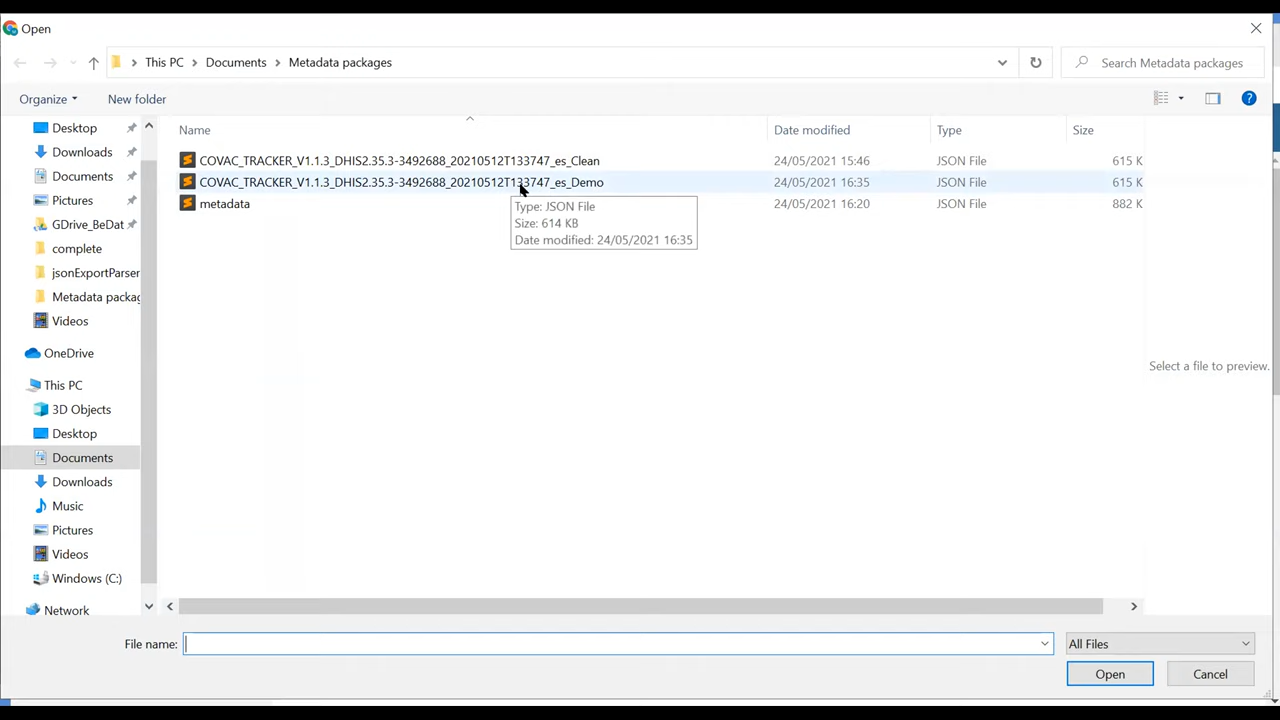 Open
This PC > Documents > Metadata packages
Search Metadata packages
Organize
New folder
Name
Date modified
Type
Size
COVAC_TRACKER_V1.1.3_DHIS2.35.3-3492688_20210512T133747_es_Clean
24/05/2021 15:46
JSON File
615 K
COVAC_TRACKER_V1.1.3_DHIS2.35.3-3492688_20210512T133747_es_Demo
24/05/2021 16:35
JSON File
615 K
metadata
24/05/2021 16:20
JSON File
882 K
Type: JSON File
Size: 614 KB
Date modified: 24/05/2021 16:35
Desktop
Downloads
Documents
Pictures
GDrive_BeDat
complete
jsonExportParser
Metadata packag
Videos
OneDrive
This PC
3D Objects
Desktop
Documents
Downloads
Music
Pictures
Videos
Windows (C:)
Network
Select a file to preview.
File name:
All Files
Open
Cancel